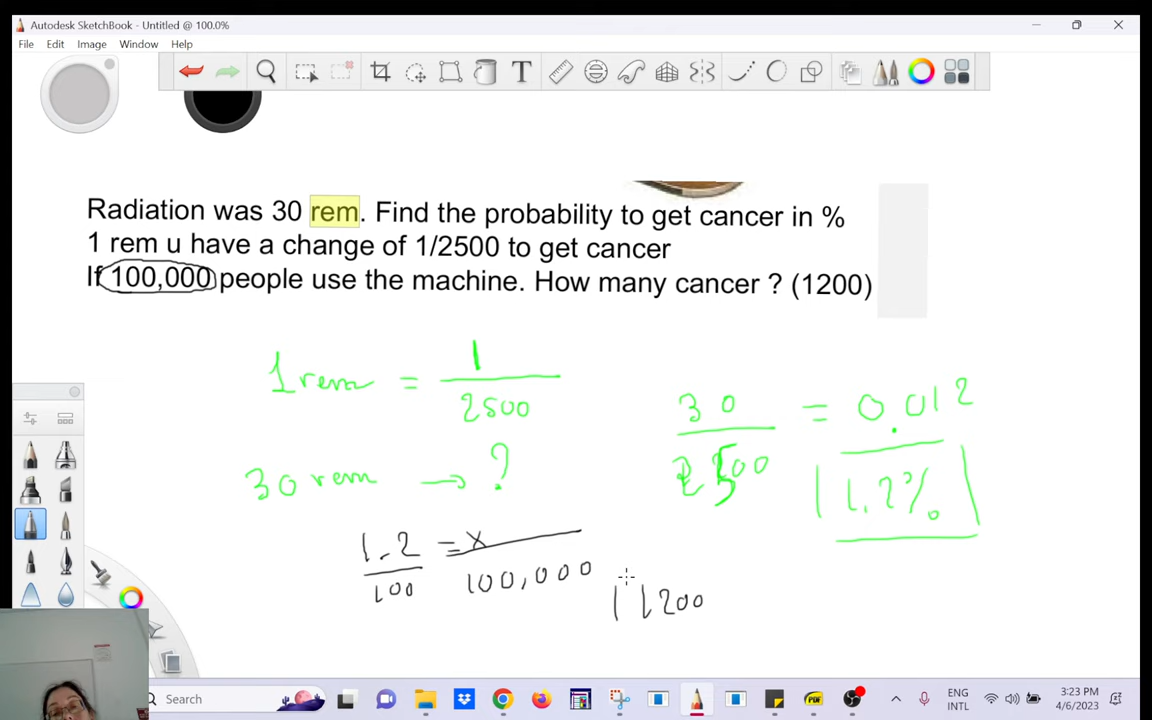 Autodesk SketchBook - Untitled @ 100.0%
File Edit Image Window Help
T
Radiation was 30 rem. Find the probability to get cancer in %
1 rem u have a change of 1/2500 to get cancer
If 100,000 people use the machine. How many cancer ? (1200)
1 rem = 1
2500
30
2500
= 0.012
30 rem → ?
1.2%
1.2 = x
100 100,000
1200
Search
PDF
ENG
INTL
3:23 PM
4/6/2023